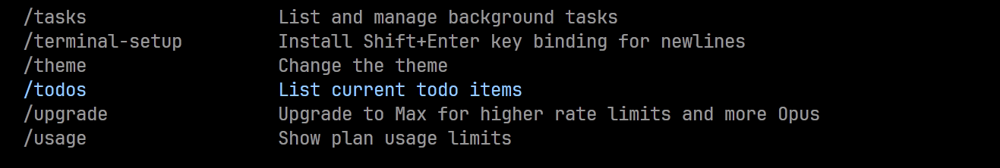 /tasks List and manage background tasks
/terminal-setup Install Shift+Enter key binding for newlines
/theme Change the theme
/todos List current todo items
/upgrade Upgrade to Max for higher rate limits and more Opus
/usage Show plan usage limits